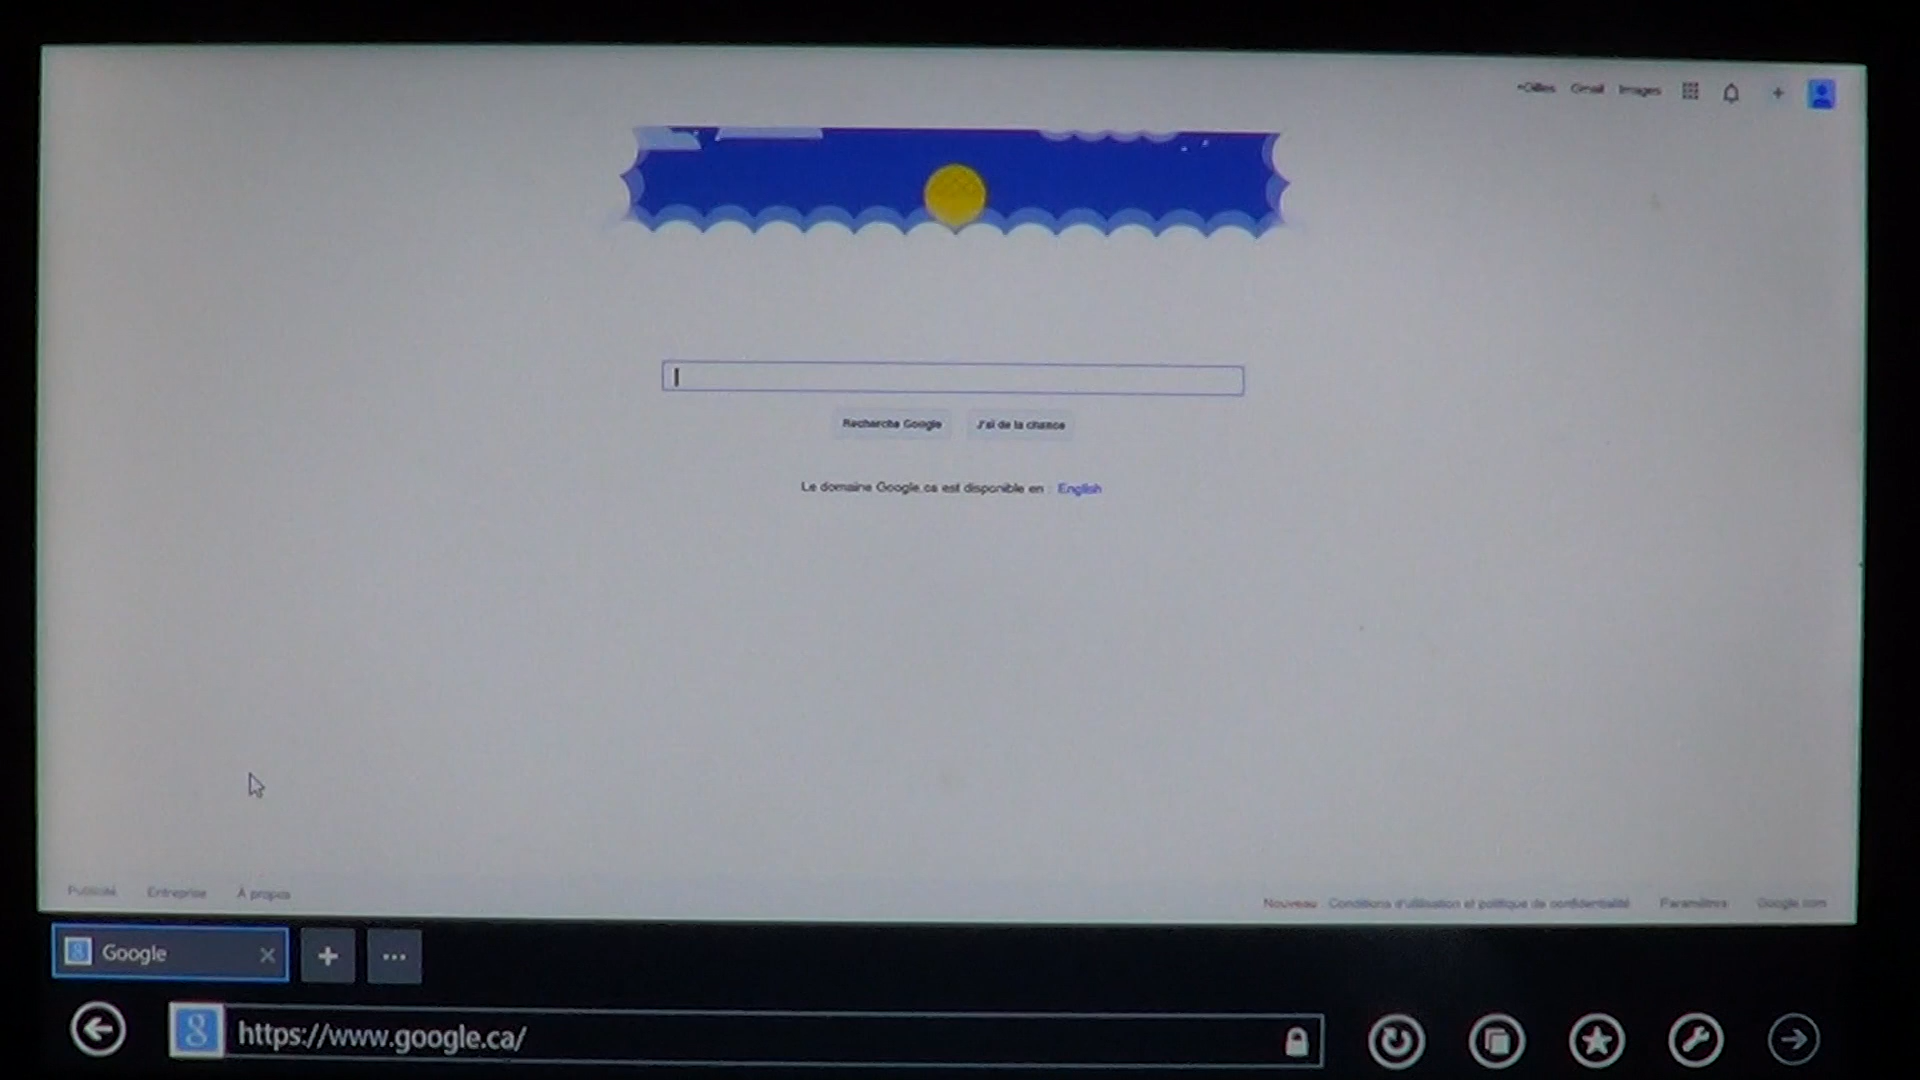 +Gilles Gmail Images
Recherche Google J'ai de la chance
Le domaine Google.ca est disponible en : English
Publicité Entreprise À propos
Nouveau : Conditions d'utilisation et politique de confidentialité Paramètres Google.com
Google
https://www.google.ca/